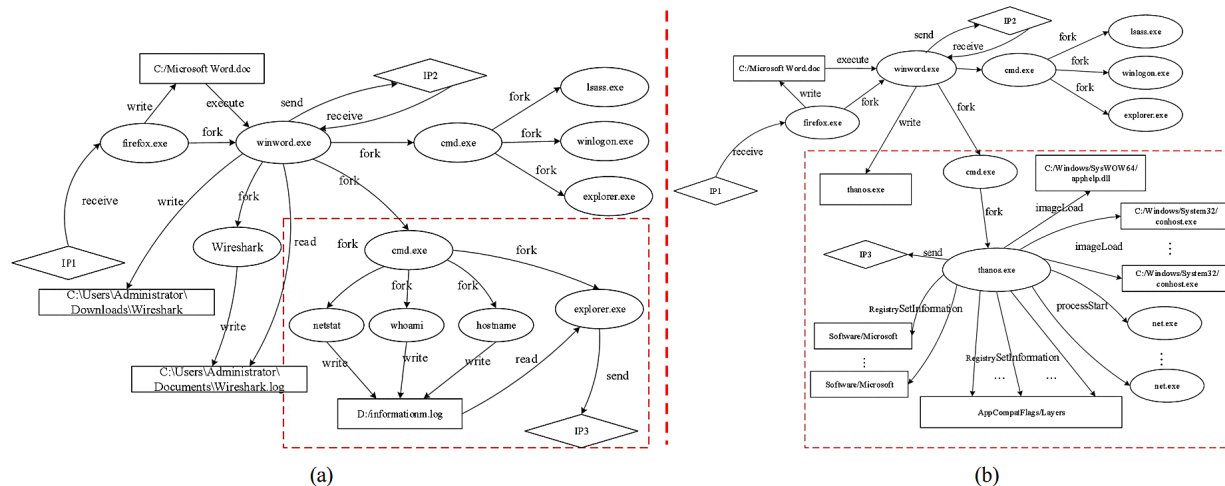 C:/Microsoft Word.doc
IP2
send
execute
write
receive
lsass.exe
fork
firefox.exe
fork
winword.exe
fork
cmd.exe
fork
winlogon.exe
fork
explorer.exe
receive
write
fork
fork
read
IP1
Wireshark
C:\Users\Administrator\
Downloads\Wireshark
write
C:\Users\Administrator\
Documents\Wireshark.log
cmd.exe
fork
fork
fork
fork
netstat
whoami
hostname
explorer.exe
write
write
write
read
send
D:/informationm.log
IP3
(a)
IP2
send
receive
lsass.exe
fork
C:/Microsoft Word.doc
execute
winword.exe
cmd.exe
fork
winlogon.exe
write
fork
firefox.exe
fork
explorer.exe
receive
write
fork
IP1
thanos.exe
cmd.exe
C:/Windows/SysWOW64
/apphelp.dll
fork
imageLoad
C:/Windows/System32/
conhost.exe
imageLoad
...
IP3
send
thanos.exe
C:/Windows/System32/
conhost.exe
RegistrySetInformation
processStart
net.exe
Software/Microsoft
...
RegistrySetInformation
...
Software/Microsoft
...
...
net.exe
AppCompatFlags/Layers
(b)